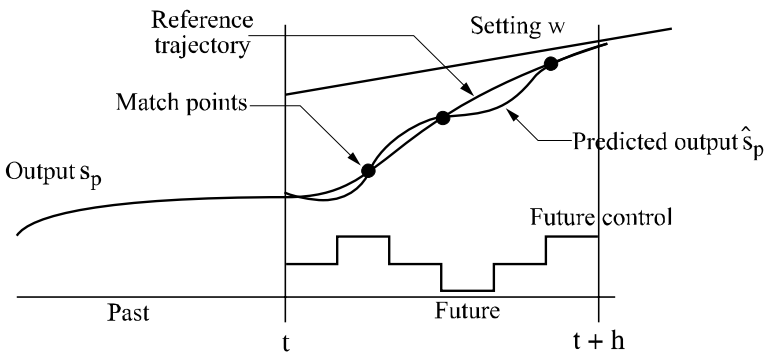 Reference
trajectory
Setting w
Match points
Predicted output ŝp
Output sp
Future control
Past
Future
t
t + h